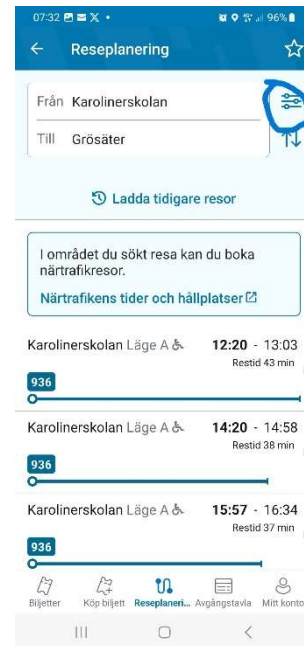 07:32 96%
Reseplanering
Från Karolinerskolan
Till Grösäter
Ladda tidigare resor
I området du sökt resa kan du boka
närtrafikresor.
Närtrafikens tider och hållplatser
Karolinerskolan Läge A 12:20 - 13:03
Restid 43 min
936
Karolinerskolan Läge A 14:20 - 14:58
Restid 38 min
936
Karolinerskolan Läge A 15:57 - 16:34
Restid 37 min
936
Biljetter Köp biljett Reseplaneri... Avgångstavla Mitt konto